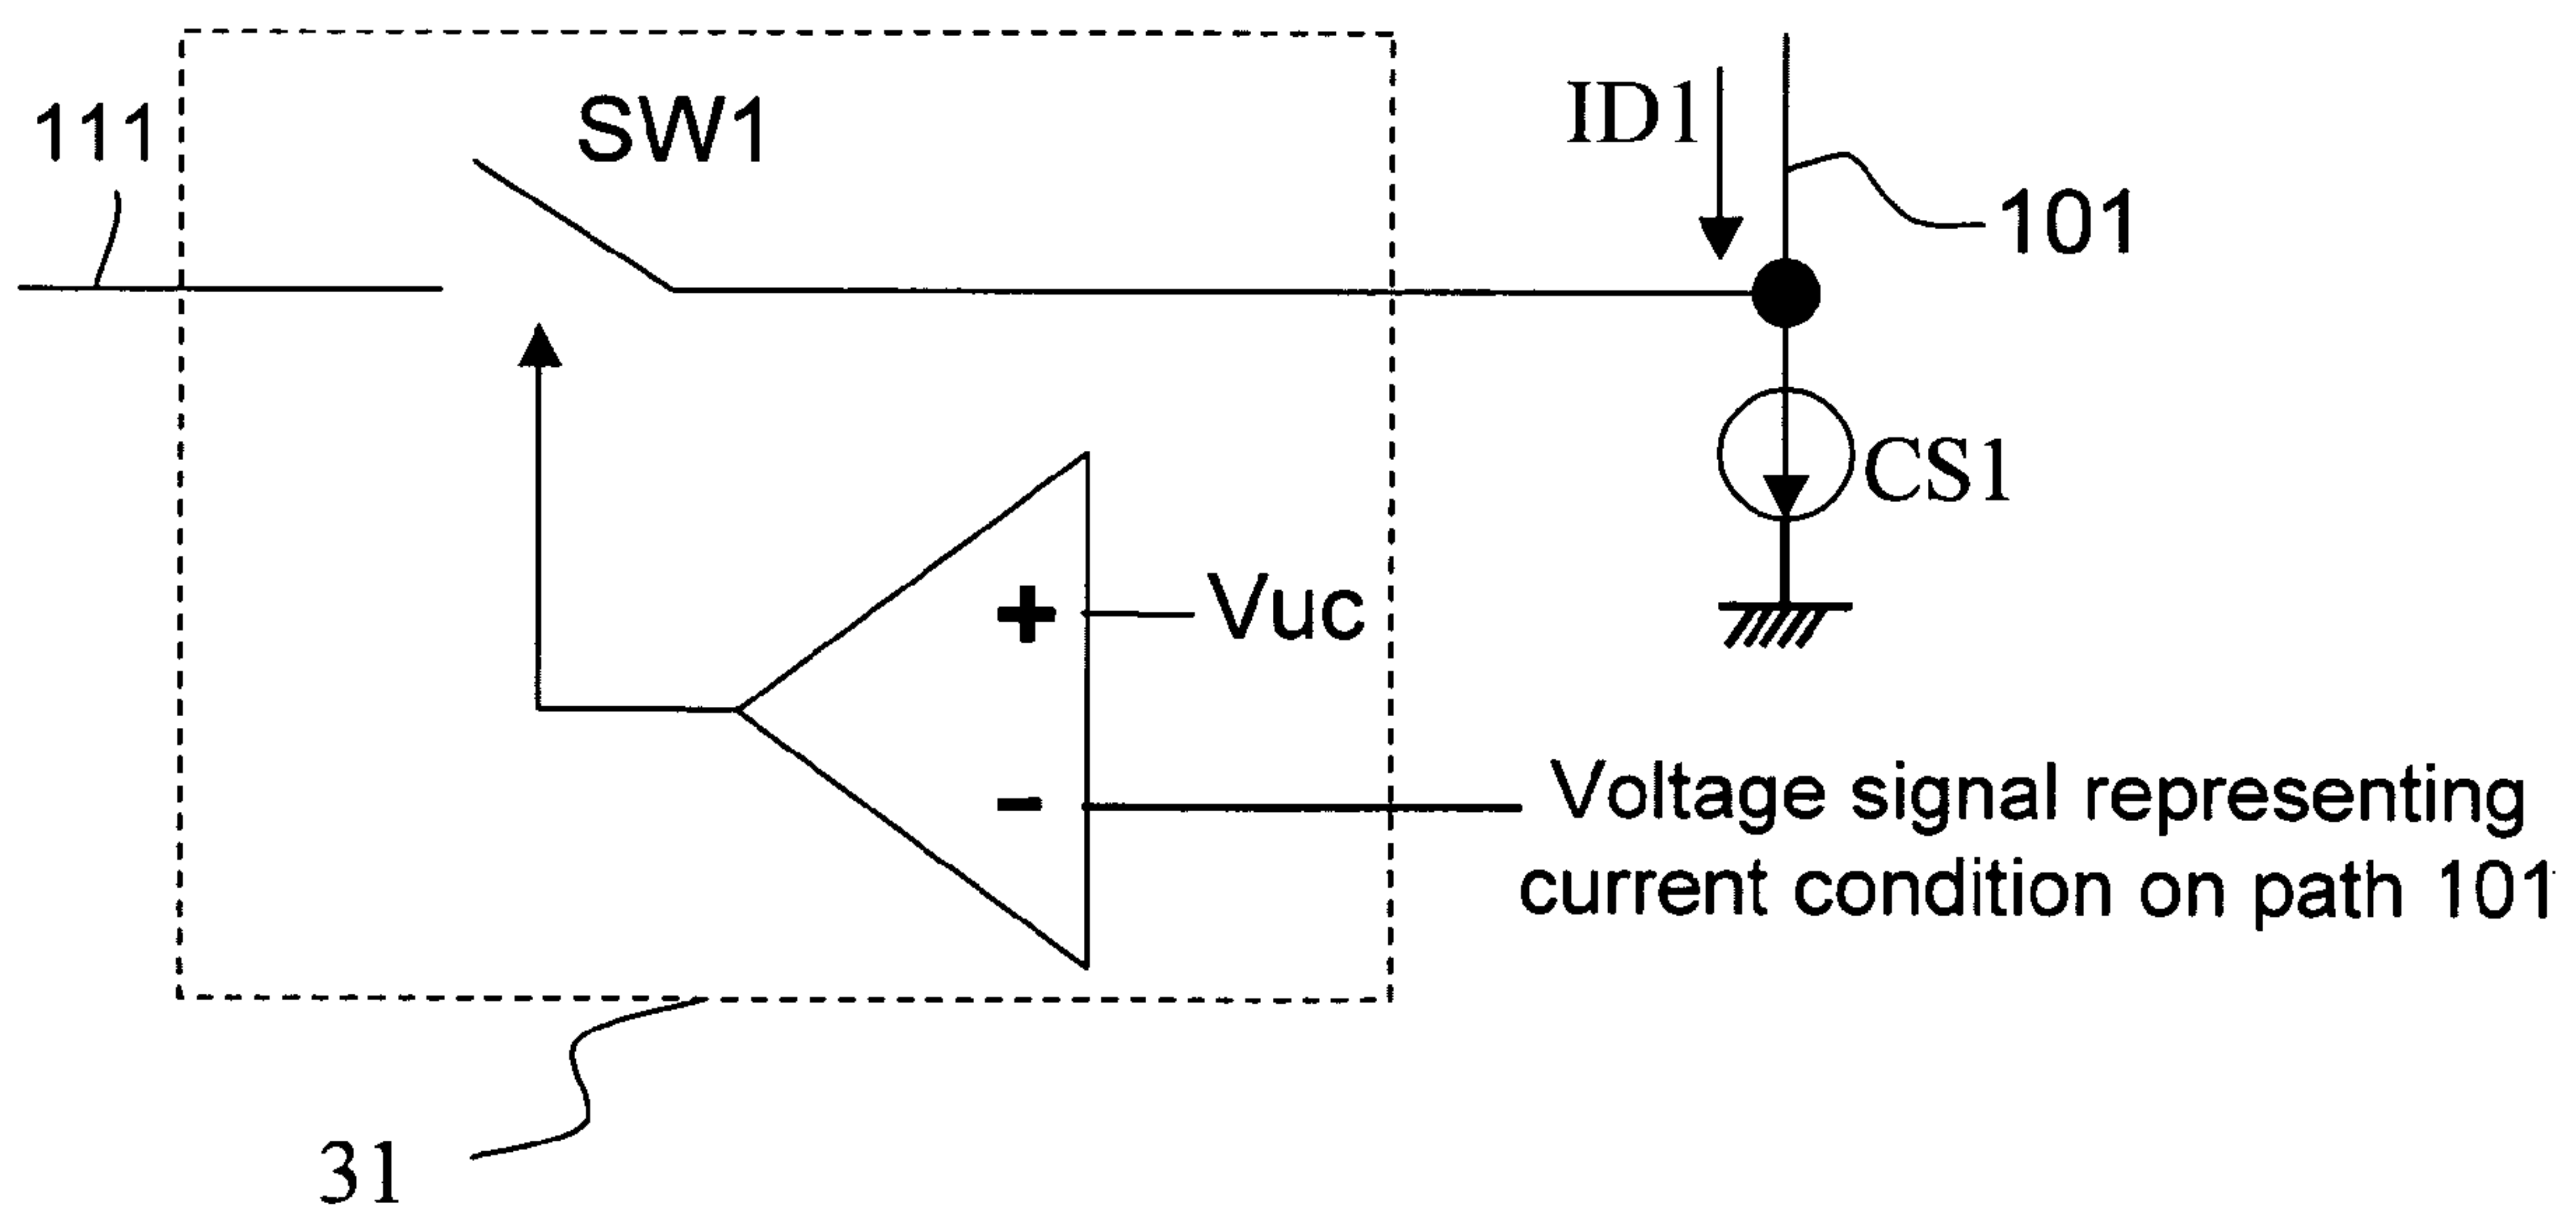 111
SW1
ID1
101
CS1
+
Vuc
-
Voltage signal representing
current condition on path 101
31